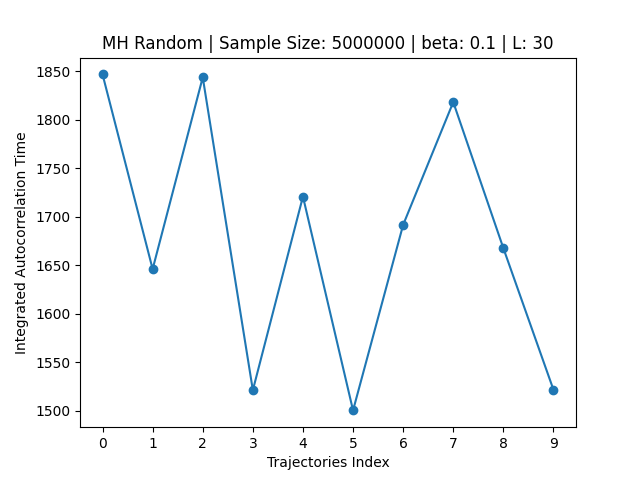 MH Random | Sample Size: 5000000 | beta: 0.1 | L: 30
Integrated Autocorrelation Time
1850
1800
1750
1700
1650
1600
1550
1500
0 1 2 3 4 5 6 7 8 9
Trajectories Index